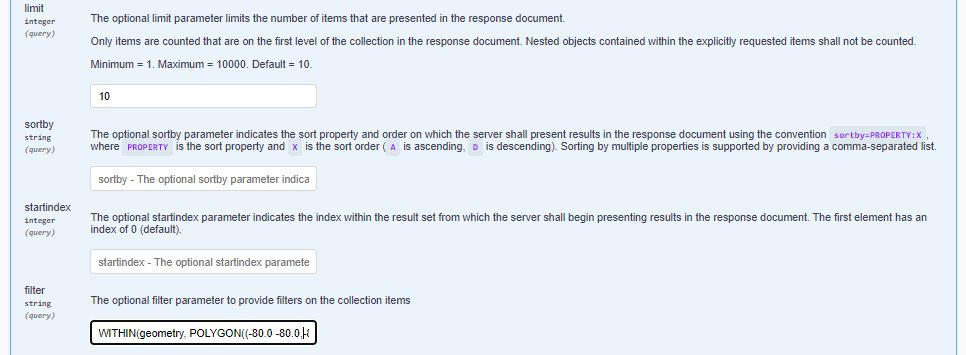 limit
integer
(query)
The optional limit parameter limits the number of items that are presented in the response document.
Only items are counted that are on the first level of the collection in the response document. Nested objects contained within the explicitly requested items shall not be counted.
Minimum = 1. Maximum = 10000. Default = 10.
10
sortby
string
(query)
The optional sortby parameter indicates the sort property and order on which the server shall present results in the response document using the convention sortby=PROPERTY:X,
where PROPERTY is the sort property and X is the sort order ( A is ascending, D is descending). Sorting by multiple properties is supported by providing a comma-separated list.
sortby - The optional sortby parameter indica
startindex
integer
(query)
The optional startindex parameter indicates the index within the result set from which the server shall begin presenting results in the response document. The first element has an
index of 0 (default).
startindex - The optional startindex paramete
filter
string
(query)
The optional filter parameter to provide filters on the collection items
WITHIN(geometry, POLYGON((-80.0 -80.0,